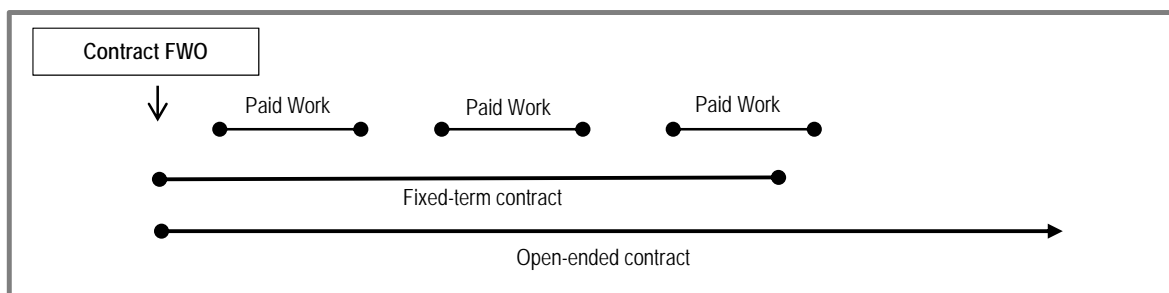 Contract FWO
Paid Work
Paid Work
Paid Work
Fixed-term contract
Open-ended contract